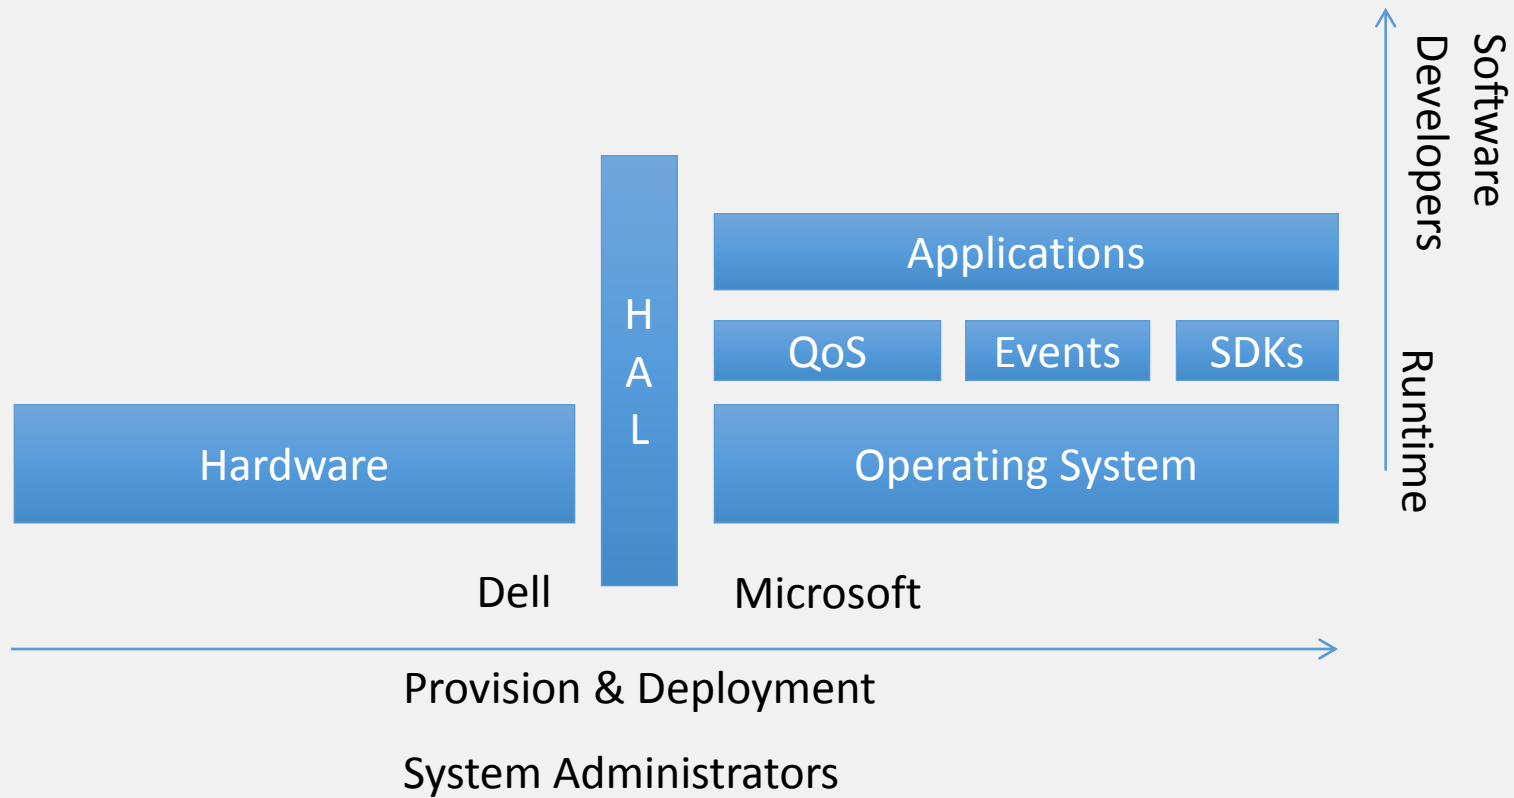 Software
Developers
Runtime
Applications
H
A
L
QoS
Events
SDKs
Hardware
Operating System
Dell
Microsoft
Provision & Deployment
System Administrators